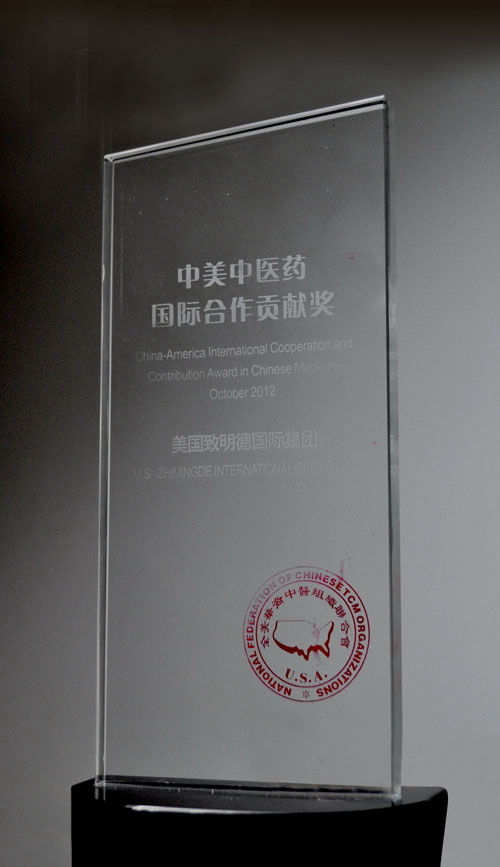 中美中医药
国际合作贡献奖
China-America International Cooperation and
Contribution Award in Chinese Medicine
October 2012
美国致明德国际集团
U.S. ZHIMINGDE INTERNATIONAL GROUP
NATIONAL FEDERATION OF CHINESE TCM ORGANIZATIONS
全美華裔中醫組織聯合會
U.S.A.